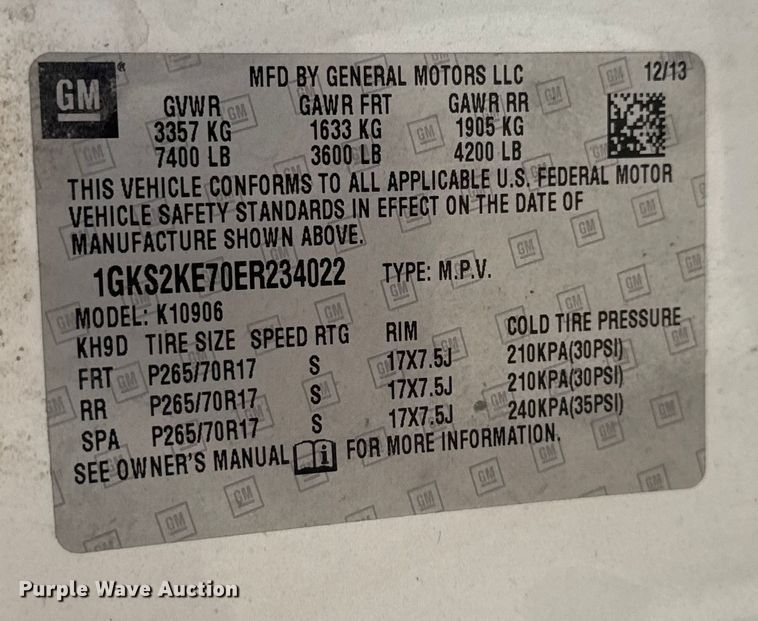 GM® MFD BY GENERAL MOTORS LLC 12/13
GVWR GAWR FRT GAWR RR
3357 KG 1633 KG 1905 KG
7400 LB 3600 LB 4200 LB
THIS VEHICLE CONFORMS TO ALL APPLICABLE U.S. FEDERAL MOTOR
VEHICLE SAFETY STANDARDS IN EFFECT ON THE DATE OF
MANUFACTURE SHOWN ABOVE.
1GKS2KE70ER234022 TYPE: M.P.V.
MODEL: K10906
KH9D TIRE SIZE SPEED RTG RIM COLD TIRE PRESSURE
FRT P265/70R17 S 17X7.5J 210KPA(30PSI)
RR P265/70R17 S 17X7.5J 210KPA(30PSI)
SPA P265/70R17 S 17X7.5J 240KPA(35PSI)
SEE OWNER'S MANUAL i FOR MORE INFORMATION.
Purple Wave Auction